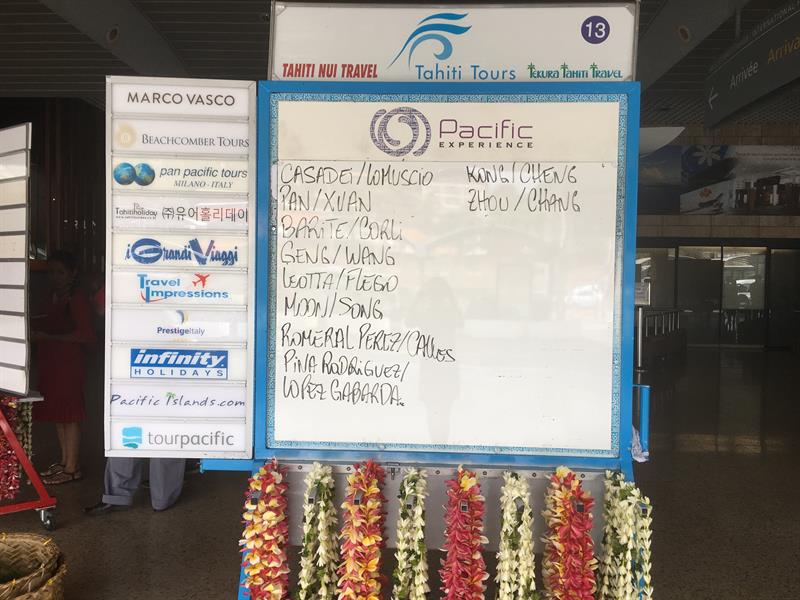 13
TAHITI NUI TRAVEL
Tahiti Tours
TEKURA TAHITI TRAVEL
MARCO VASCO
BEACHCOMBER TOURS
pan pacific tours
MILANO - ITALY
Tahitiholiday (주)유어홀리데이
i Grandi Viaggi
Travel Impressions
PrestigeItaly
infinity
HOLIDAYS
Pacific Islands.com
tourpacific
Pacific
EXPERIENCE
CASADEI/LOMUSCIO
PAN/XUAN
BARITE/CORLI
GENG/WANG
LEOTTA/FLEGO
MOON/SONG
ROMERAL PEREZ/CALLES
PINA RODRIGUEZ/
LOPEZ GABARDA.
KONG/CHENG
ZHOU/CHANG
Arrivée
Arrivée